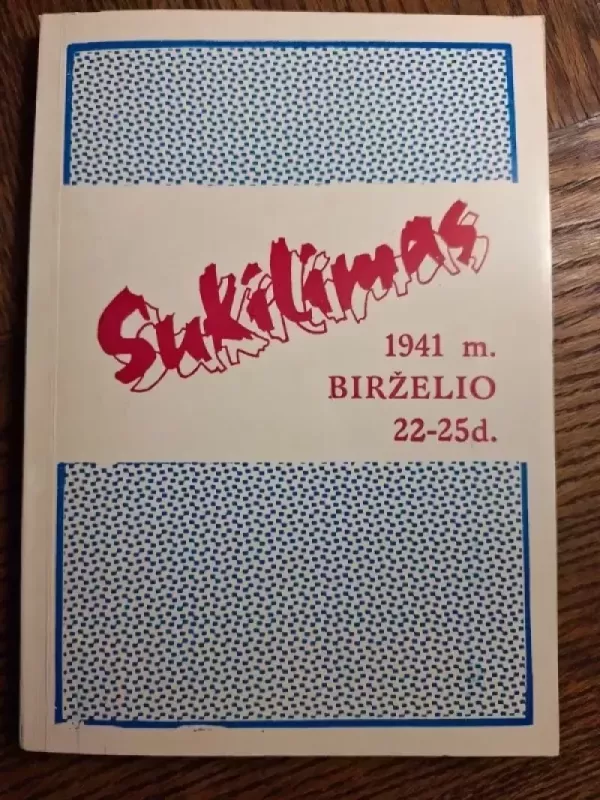 Sukilimas
1941 m.
BIRŽELIO
22-25d.